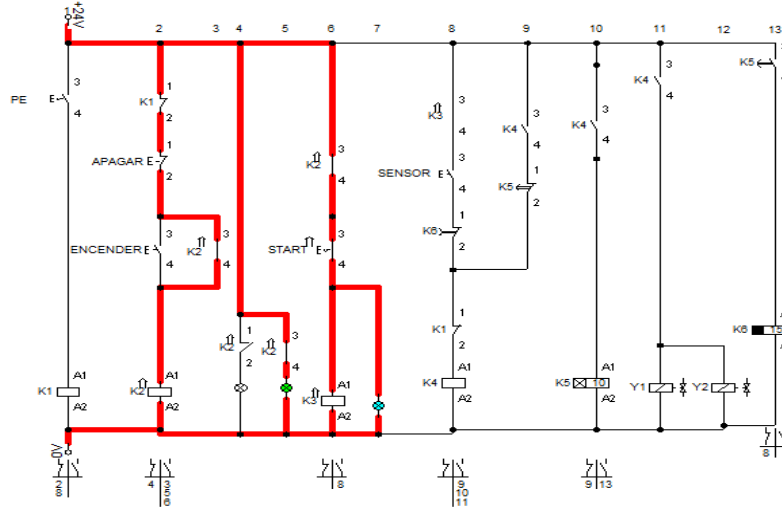 1 2 3 4 5 6 7 8 9 10 11 12 13
+24V
PE 3 4
K1 1 2
APAGAR E 1 2
ENCENDER E 3 4
K2 3 4
K2 1 2
K2 3 4
K2 3 4
START E 3 4
K3 3 4
SENSOR E 3 4
K6 1 2
K4 3 4
K5 1 2
K4 3 4
K4 3 4
K5
K1 1 2
K1 A1 A2
K2 A1 A2
K3 A1 A2
K4 A1 A2
K5 10 A1 A2
Y1
Y2
K6 15
0V
2 4 3 8 9 9 13 8
8 5 10
6 11